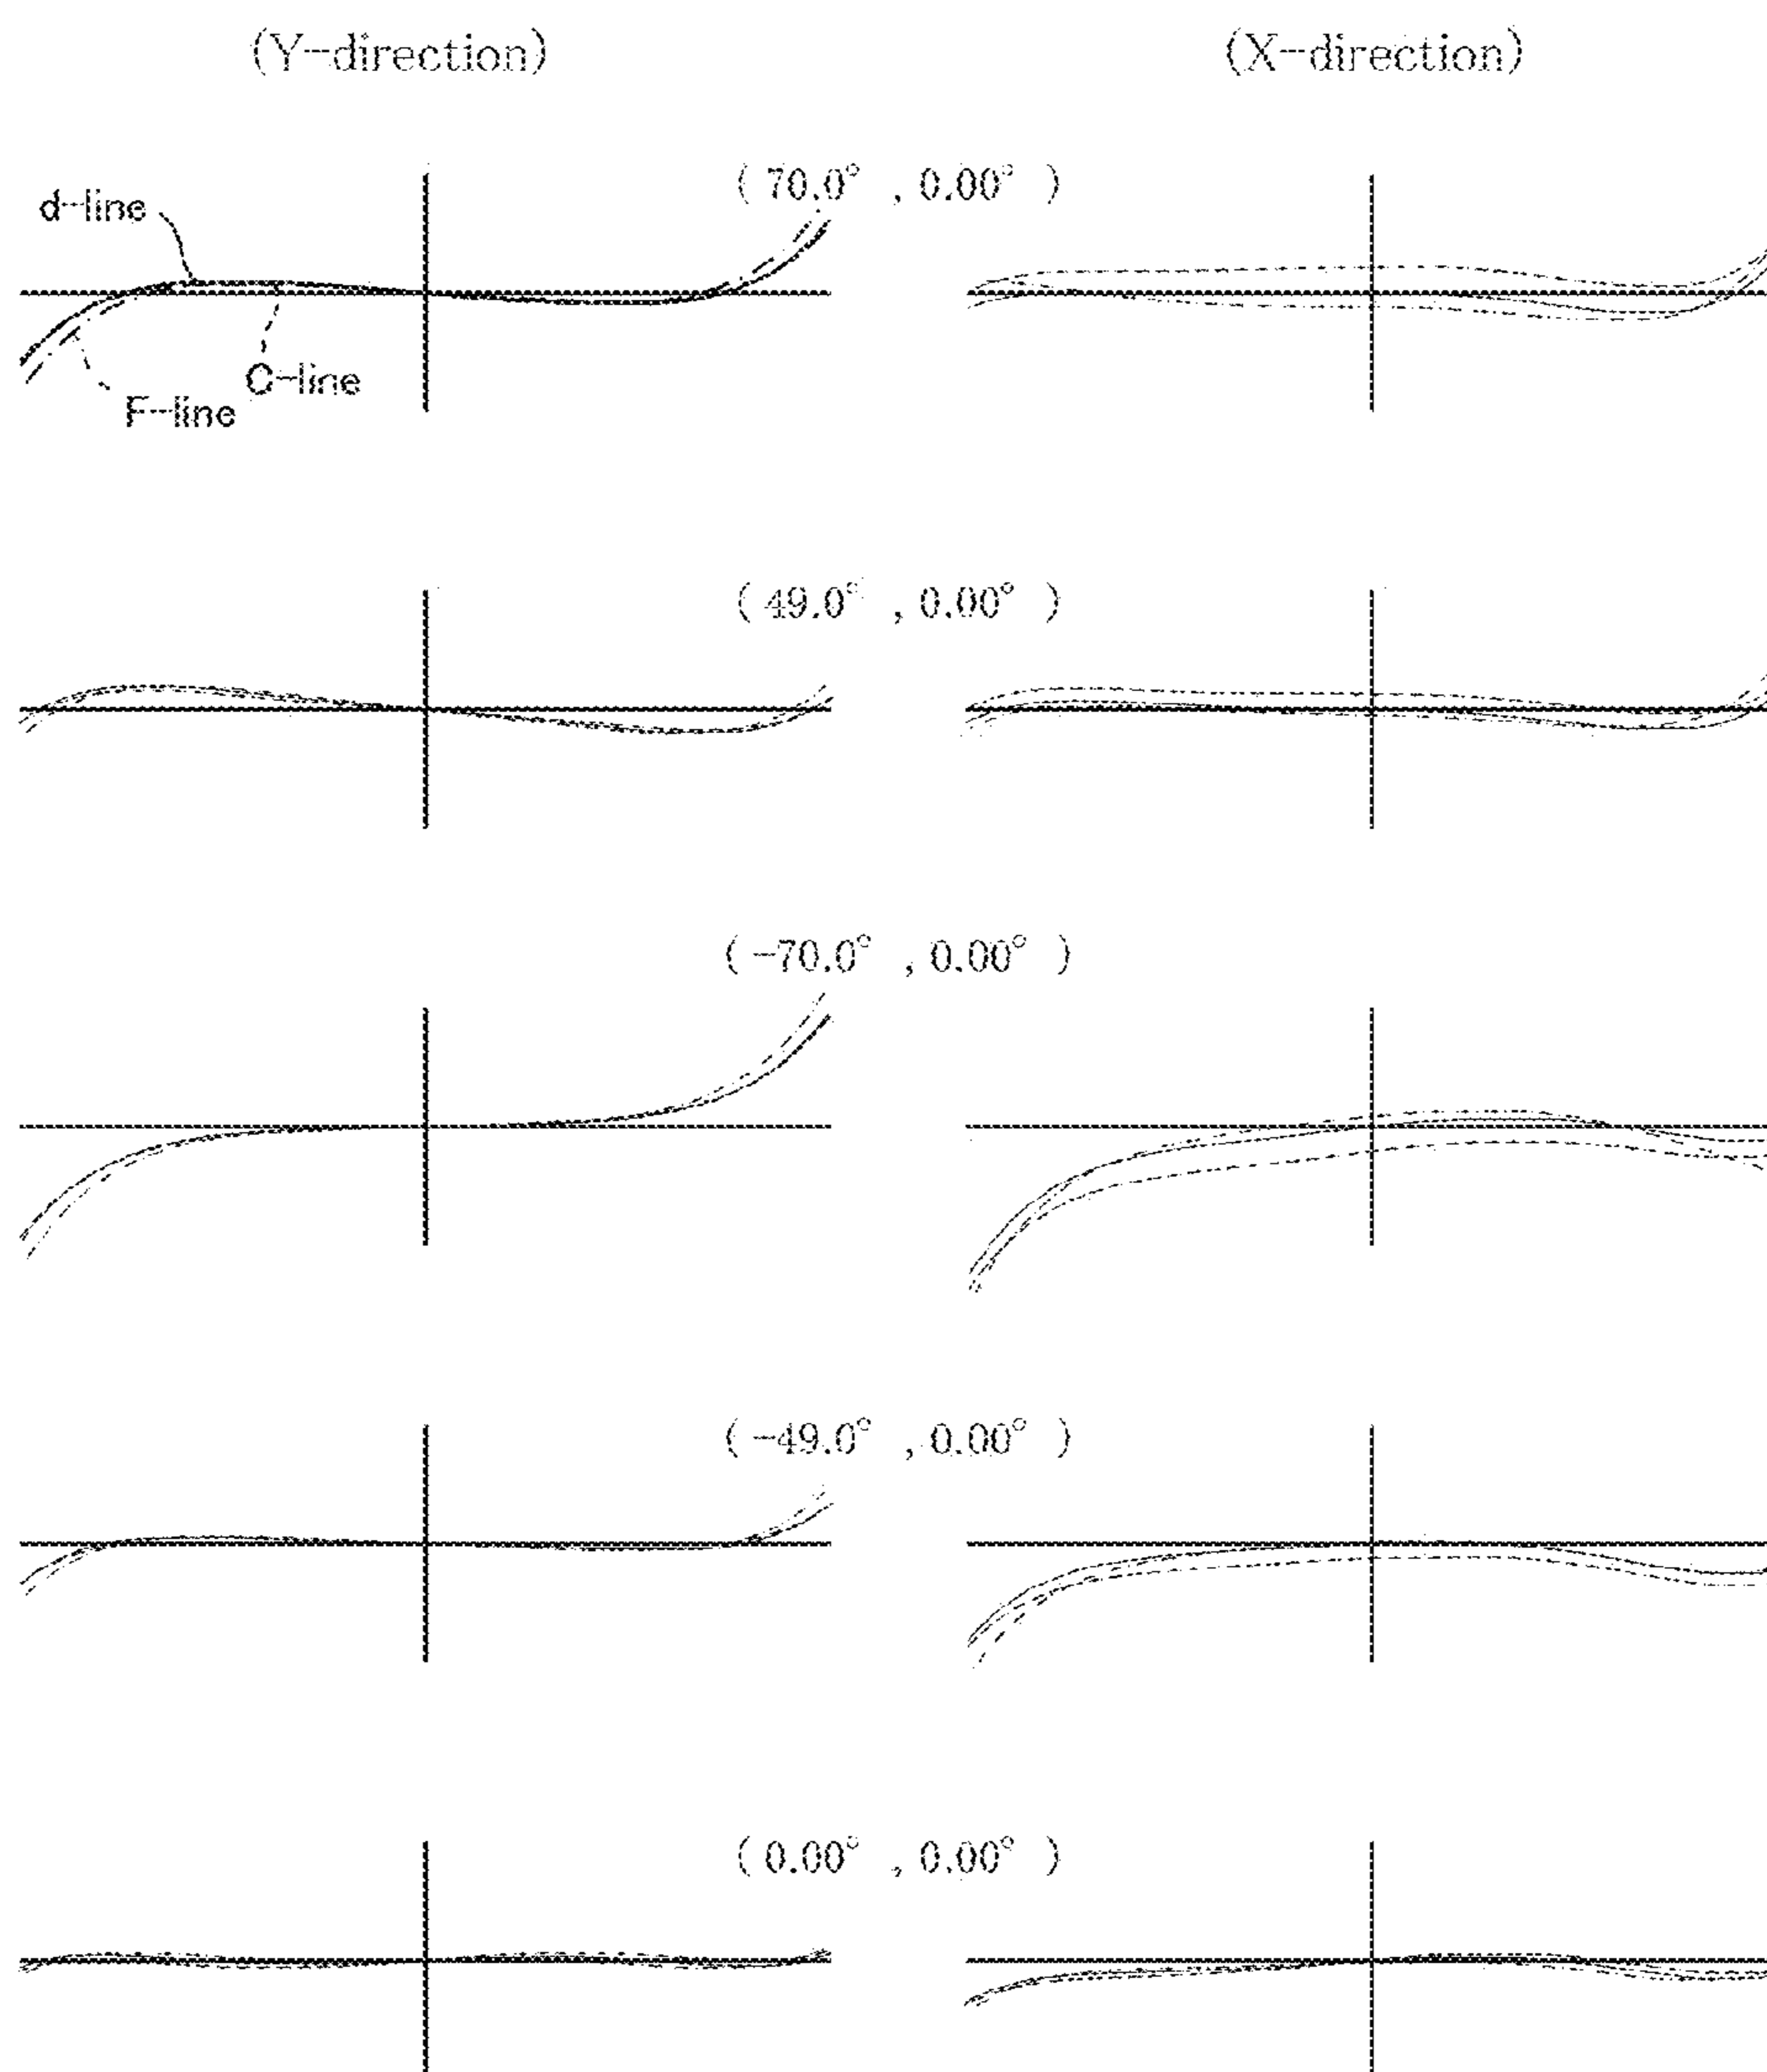 (Y-direction)
(X-direction)
( 70.0° , 0.00° )
d-line
C-line
F-line
( 49.0° , 0.00° )
( -70.0° , 0.00° )
( -49.0° , 0.00° )
( 0.00° , 0.00° )